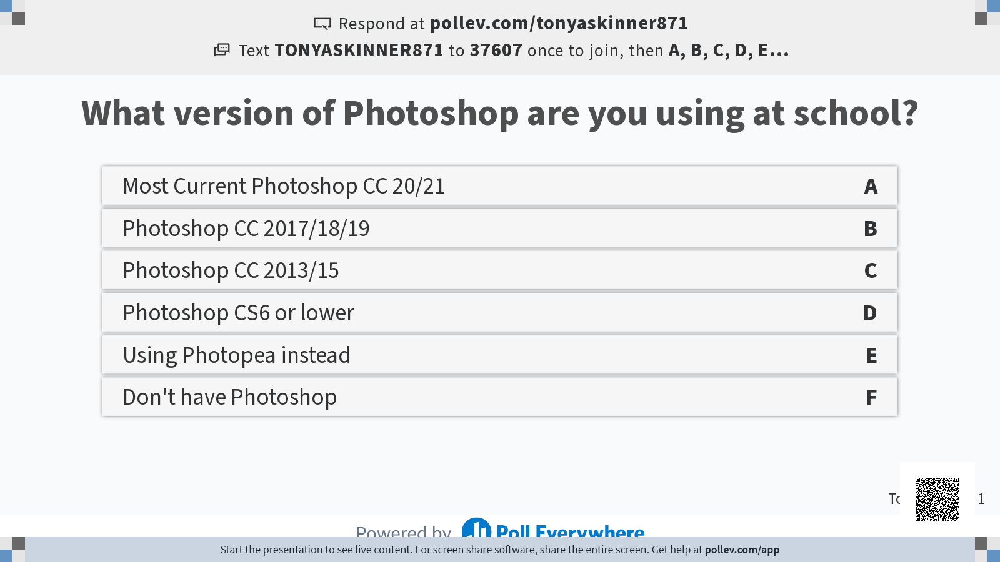 Respond at pollev.com/tonyaskinner871
Text TONYASKINNER871 to 37607 once to join, then A, B, C, D, E...
What version of Photoshop are you using at school?
Most Current Photoshop CC 20/21 A
Photoshop CC 2017/18/19 B
Photoshop CC 2013/15 C
Photoshop CS6 or lower D
Using Photopea instead E
Don't have Photoshop F
1
Powered by Poll Everywhere
Start the presentation to see live content. For screen share software, share the entire screen. Get help at pollev.com/app